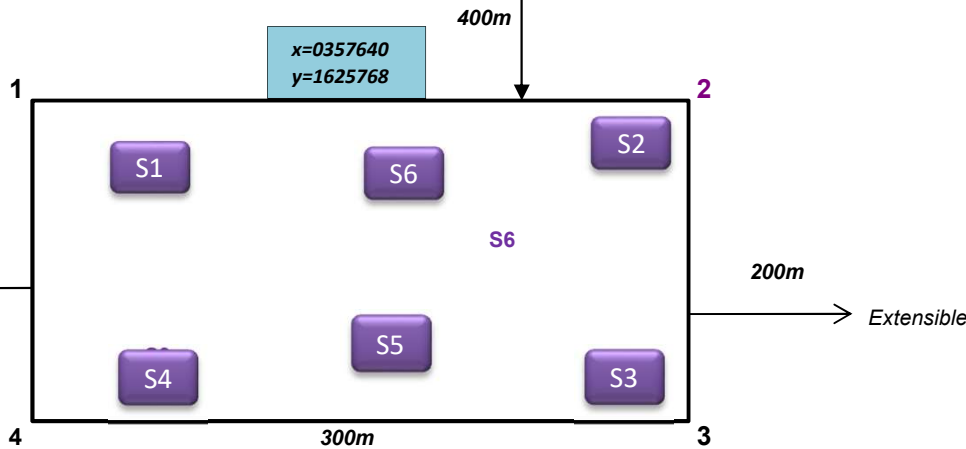 400m
x=0357640
y=1625768
1
2
S1
S6
S2
S6
200m
Extensible
S5
S4
S3
4
300m
3